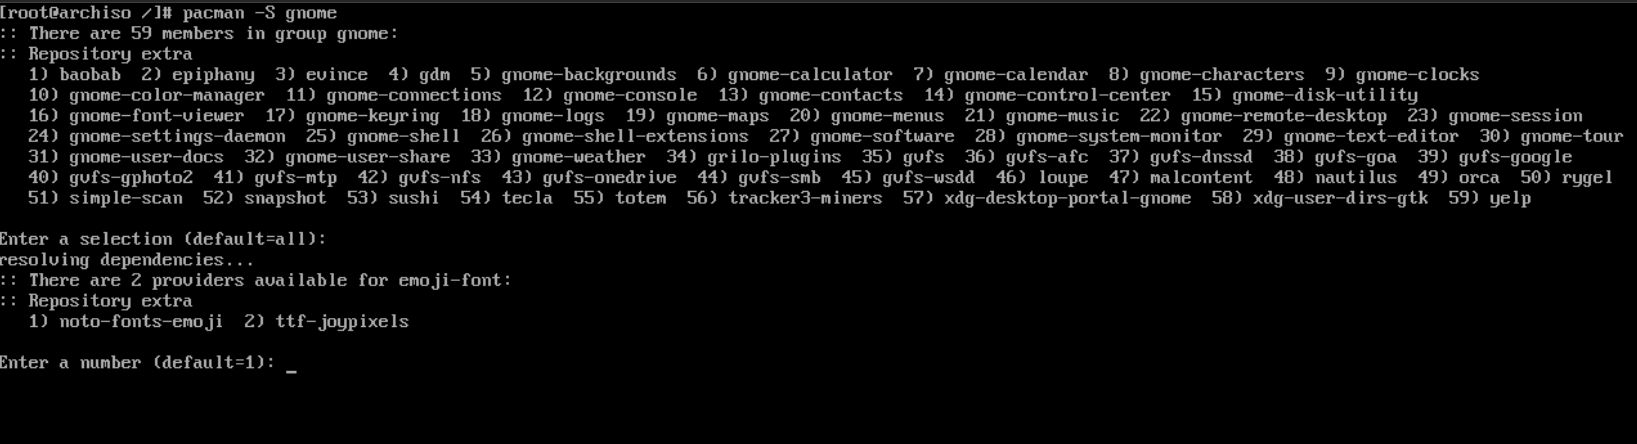 [root@archiso /]# pacman -S gnome
:: There are 59 members in group gnome:
:: Repository extra
   1) baobab  2) epiphany  3) evince  4) gdm  5) gnome-backgrounds  6) gnome-calculator  7) gnome-calendar  8) gnome-characters  9) gnome-clocks
   10) gnome-color-manager  11) gnome-connections  12) gnome-console  13) gnome-contacts  14) gnome-control-center  15) gnome-disk-utility
   16) gnome-font-viewer  17) gnome-keyring  18) gnome-logs  19) gnome-maps  20) gnome-menus  21) gnome-music  22) gnome-remote-desktop  23) gnome-session
   24) gnome-settings-daemon  25) gnome-shell  26) gnome-shell-extensions  27) gnome-software  28) gnome-system-monitor  29) gnome-text-editor  30) gnome-tour
   31) gnome-user-docs  32) gnome-user-share  33) gnome-weather  34) grilo-plugins  35) gvfs  36) gvfs-afc  37) gvfs-dnssd  38) gvfs-goa  39) gvfs-google
   40) gvfs-gphoto2  41) gvfs-mtp  42) gvfs-nfs  43) gvfs-onedrive  44) gvfs-smb  45) gvfs-wsdd  46) loupe  47) malcontent  48) nautilus  49) orca  50) rygel
   51) simple-scan  52) snapshot  53) sushi  54) tecla  55) totem  56) tracker3-miners  57) xdg-desktop-portal-gnome  58) xdg-user-dirs-gtk  59) yelp
Enter a selection (default=all):
resolving dependencies...
:: There are 2 providers available for emoji-font:
:: Repository extra
   1) noto-fonts-emoji  2) ttf-joypixels
Enter a number (default=1): _